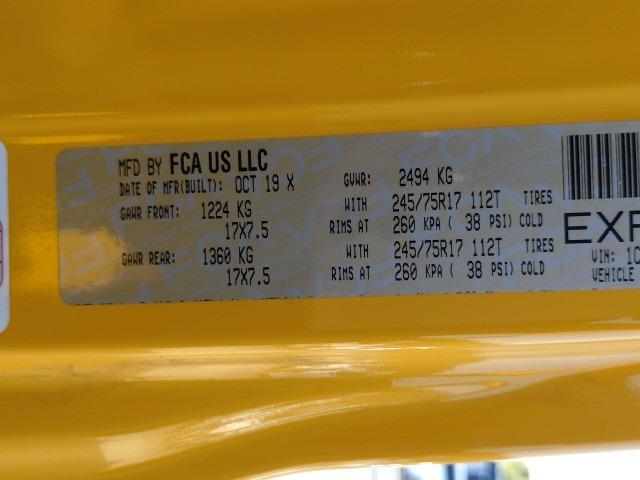 MFD BY FCA US LLC
DATE OF MFR(BUILT): OCT 19 X GVWR: 2494 KG
GAWR FRONT: 1224 KG WITH 245/75R17 112T TIRES
17X7.5 RIMS AT 260 KPA ( 38 PSI) COLD
GAWR REAR: 1360 KG WITH 245/75R17 112T TIRES
17X7.5 RIMS AT 260 KPA ( 38 PSI) COLD
EXP
VIN: 1C
VEHICLE